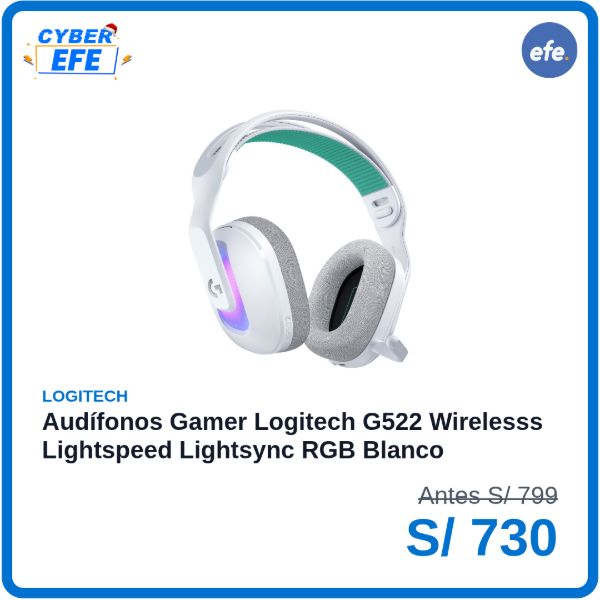 CYBER
EFE
efe.
LOGITECH
Audífonos Gamer Logitech G522 Wirelesss
Lightspeed Lightsync RGB Blanco
Antes S/ 799
S/ 730